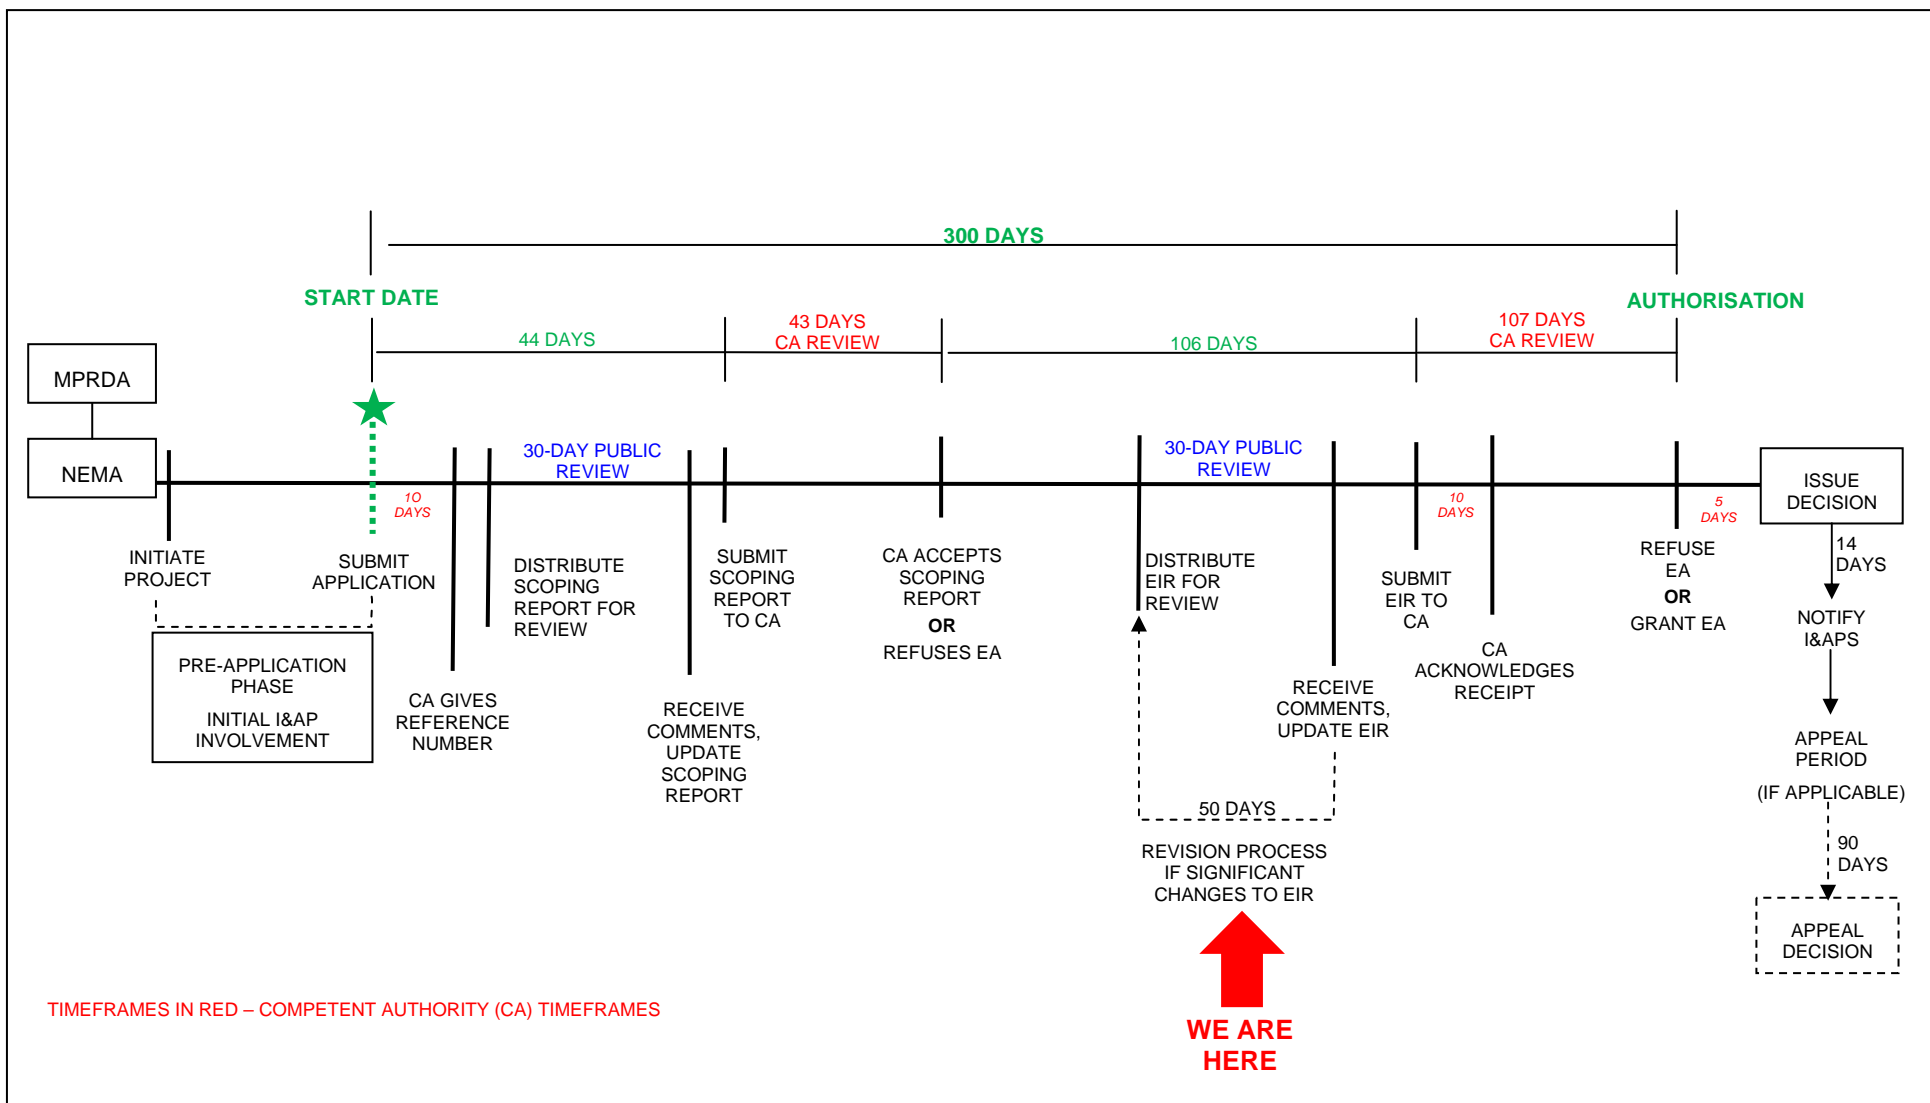 300 DAYS
START DATE
AUTHORISATION
44 DAYS
43 DAYS
CA REVIEW
106 DAYS
107 DAYS
CA REVIEW
MPRDA
NEMA
30-DAY PUBLIC
REVIEW
30-DAY PUBLIC
REVIEW
10
DAYS
10
DAYS
5
DAYS
ISSUE
DECISION
INITIATE
PROJECT
SUBMIT
APPLICATION
DISTRIBUTE
SCOPING
REPORT FOR
REVIEW
SUBMIT
SCOPING
REPORT
TO CA
CA ACCEPTS
SCOPING
REPORT
OR
REFUSES EA
DISTRIBUTE
EIR FOR
REVIEW
SUBMIT
EIR TO
CA
REFUSE
EA
OR
GRANT EA
14
DAYS
NOTIFY
I&APS
PRE-APPLICATION
PHASE
INITIAL I&AP
INVOLVEMENT
CA GIVES
REFERENCE
NUMBER
RECEIVE
COMMENTS,
UPDATE
SCOPING
REPORT
RECEIVE
COMMENTS,
UPDATE EIR
CA
ACKNOWLEDGES
RECEIPT
APPEAL
PERIOD
(IF APPLICABLE)
50 DAYS
REVISION PROCESS
IF SIGNIFICANT
CHANGES TO EIR
90
DAYS
APPEAL
DECISION
TIMEFRAMES IN RED – COMPETENT AUTHORITY (CA) TIMEFRAMES
WE ARE
HERE